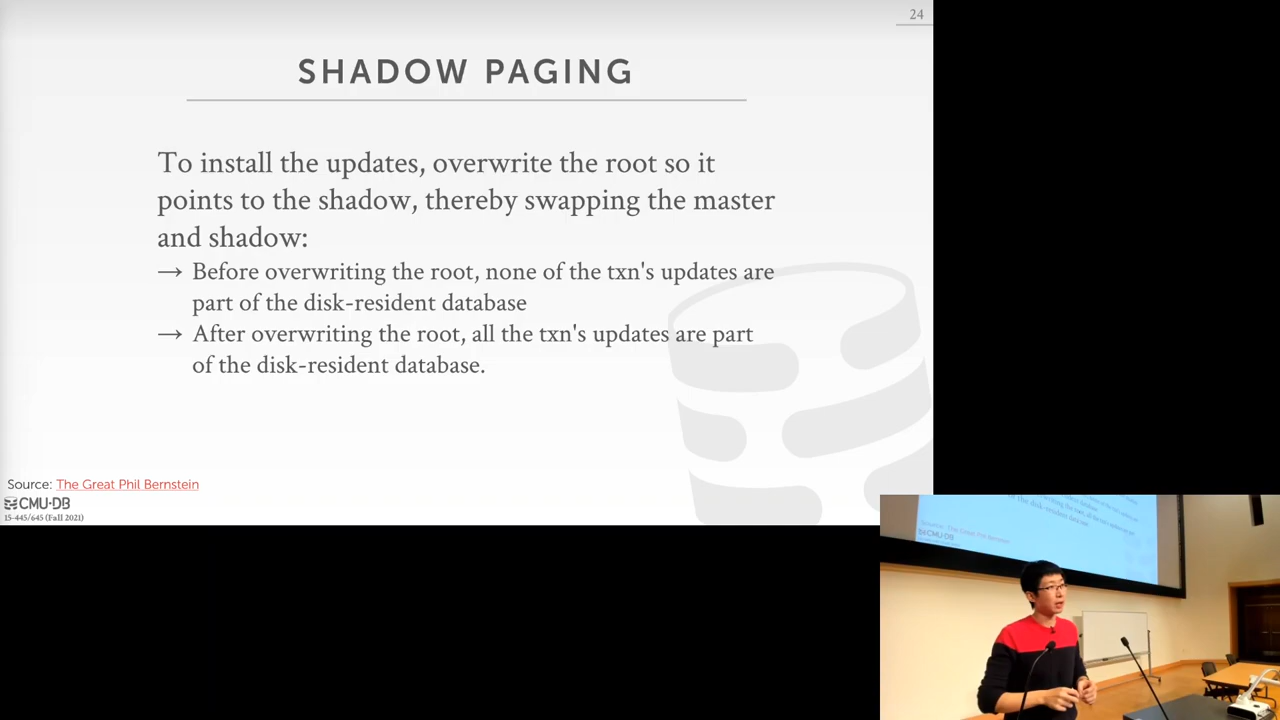 24
SHADOW PAGING
To install the updates, overwrite the root so it
points to the shadow, thereby swapping the master
and shadow:
→ Before overwriting the root, none of the txn's updates are
part of the disk-resident database
→ After overwriting the root, all the txn's updates are part
of the disk-resident database.
Source: The Great Phil Bernstein
CMU·DB
15-445/645 (Fall 2021)